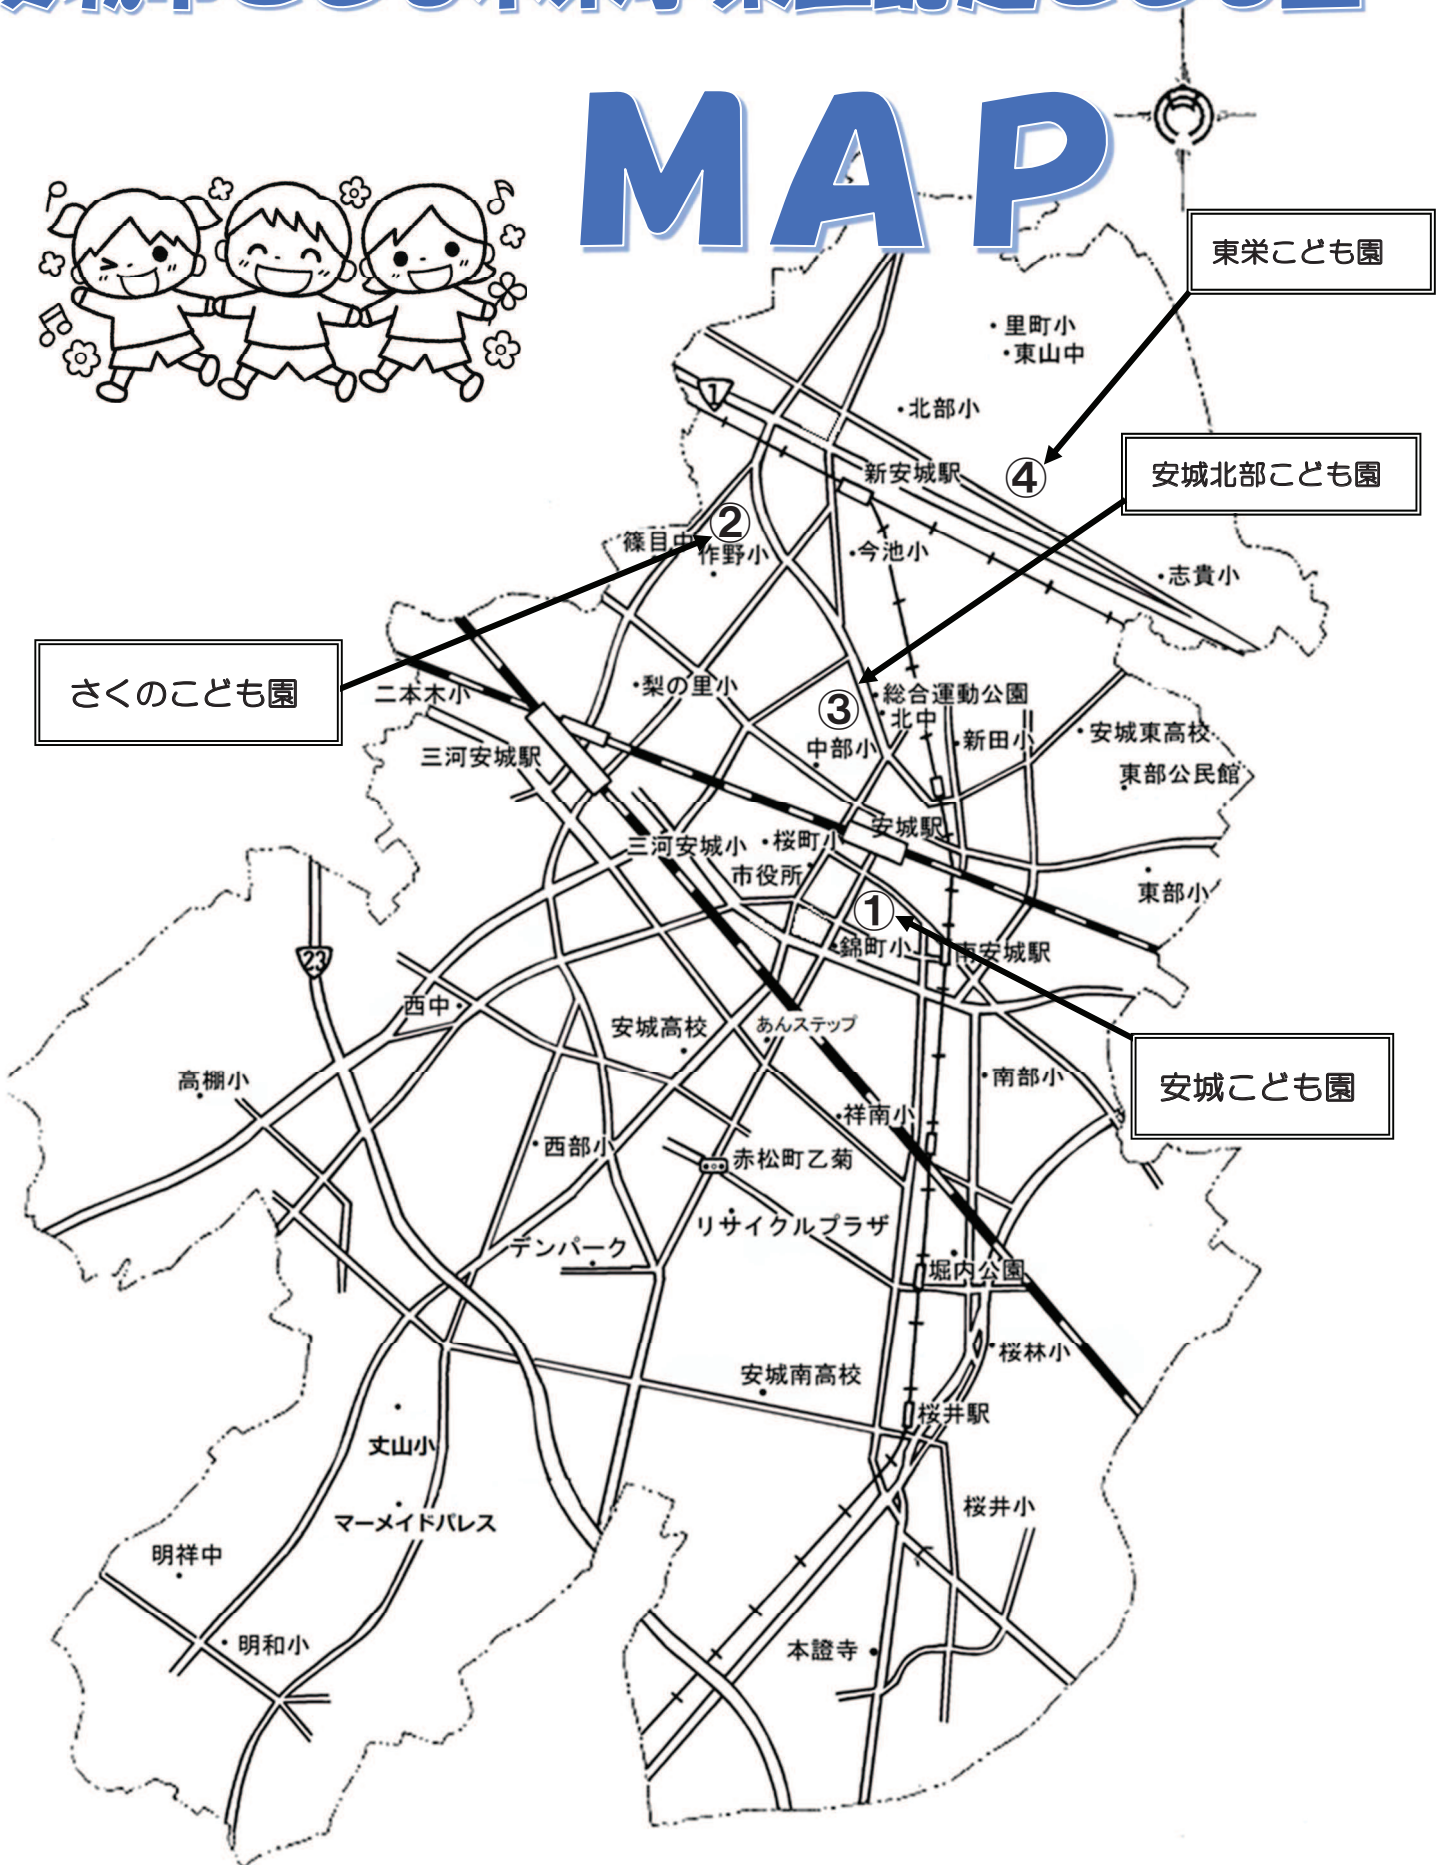 MAP
東栄こども園
・里町小
・東山中
1
・北部小
安城北部こども園
新安城駅
④
②
篠目中
作野小
・今池小
・志貴小
さくのこども園
二本木小
・梨の里小
③
・総合運動公園
・北中
中部小
・新田小
・安城東高校
三河安城駅
東部公民館
安城駅
三河安城小
・桜町小
市役所
東部小
①
・錦町小
南安城駅
23
西中・
安城高校
あんステップ
安城こども園
高棚小
・南部小
・祥南小
・西部小
赤松町乙菊
リサイクルプラザ
デンパーク
堀内公園
・桜林小
安城南高校
桜井駅
丈山小
マーメイドパレス
桜井小
明祥中
・明和小
本證寺